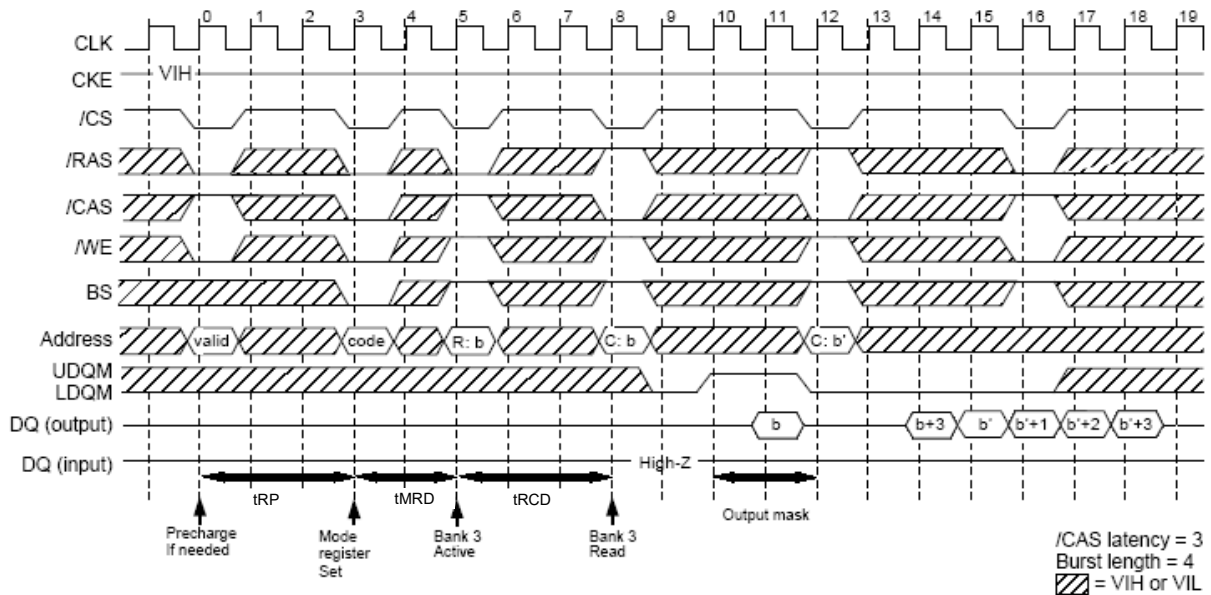 0 1 2 3 4 5 6 7 8 9 10 11 12 13 14 15 16 17 18 19
CLK
CKE VIH
/CS
/RAS
/CAS
/WE
BS
Address valid code R: b C: b C: b'
UDQM
LDQM
DQ (output) b b+3 b' b'+1 b'+2 b'+3
DQ (input) High-Z
tRP tMRD tRCD Output mask
Precharge
If needed
Mode
register
Set
Bank 3
Active
Bank 3
Read
/CAS latency = 3
Burst length = 4
= VIH or VIL